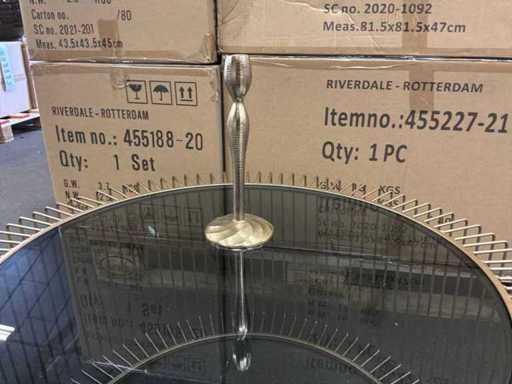 Carton no. /80
SC no. 2021-201
Meas. 43.5x43.5x45cm
SC no. 2020-1092
Meas. 81.5x81.5x47cm
RIVERDALE - ROTTERDAM
Item no.: 455188-20
Qty: 1 Set
G.W.
N.W.
RIVERDALE - ROTTERDAM
Itemno.:455227-21
Qty: 1 PC
G.W. KGS